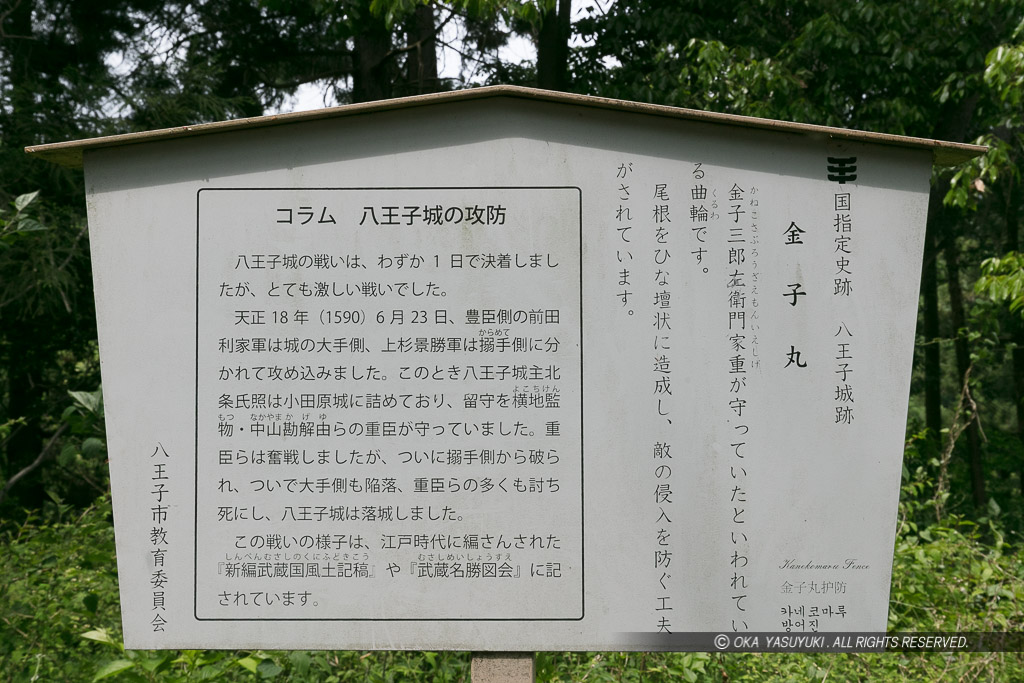 国指定史跡　八王子城跡
金子丸
かねこさぶろうざえもんいえしげ
金子三郎左衛門家重が守っていたといわれてい
くるわ
る曲輪です。
尾根をひな壇状に造成し、敵の侵入を防ぐ工夫
がされています。
コラム　八王子城の攻防
八王子城の戦いは、わずか 1 日で決着しまし
たが、とても激しい戦いでした。
天正 18 年（1590）6 月 23 日、豊臣側の前田
からめて
利家軍は城の大手側、上杉景勝軍は搦手側に分
かれて攻め込みました。このとき八王子城主北
よこちけん
条氏照は小田原城に詰めており、留守を横地監
もつ　なかやまかげゆ
物・中山勘解由らの重臣が守っていました。重
臣らは奮戦しましたが、ついに搦手側から破ら
れ、ついで大手側も陥落、重臣らの多くも討ち
死にし、八王子城は落城しました。
この戦いの様子は、江戸時代に編さんされた
しんぺんむさしのくにふどきこう　むさしめいしょうずえ
『新編武蔵国風土記稿』や『武蔵名勝図会』に記
されています。
八王子市教育委員会
Kanekomaru Fence
金子丸护防
카네코마루
방어진
© OKA YASUYUKI. ALL RIGHTS RESERVED.